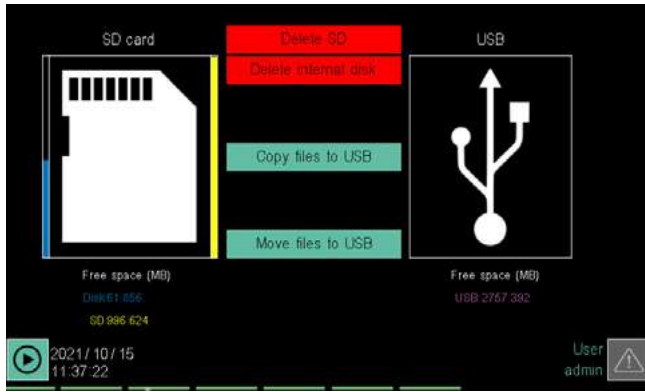 SD card
Delete SD
USB
Delete internal disk
Copy files to USB
Move files to USB
Free space (MB)
Free space (MB)
Disk:61.056
USB:2757.392
SD:996.624
2021/10/15
User
11:37:22
admin